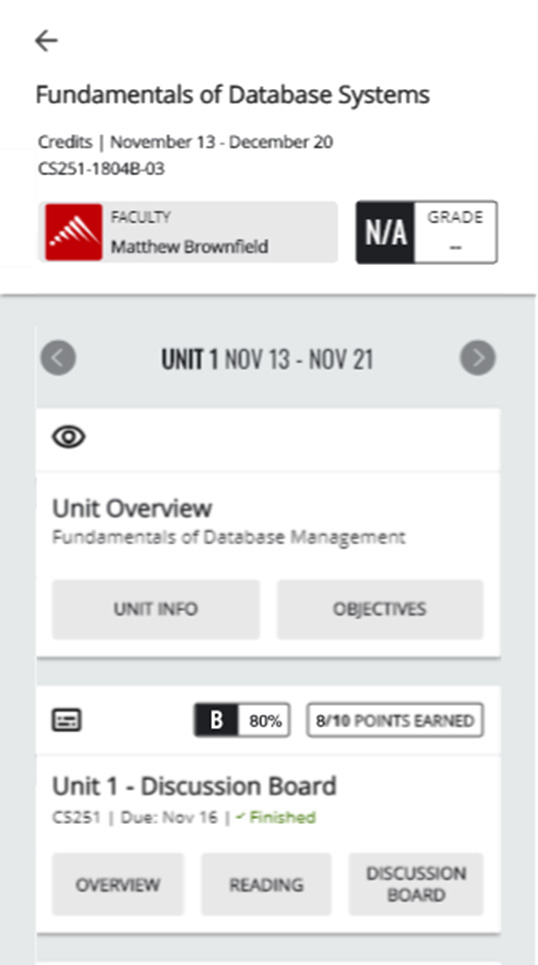 Fundamentals of Database Systems
Credits | November 13 - December 20
CS251-1804B-03
FACULTY
Matthew Brownfield
N/A
GRADE
--
UNIT 1 NOV 13 - NOV 21
Unit Overview
Fundamentals of Database Management
UNIT INFO
OBJECTIVES
B 80%
8/10 POINTS EARNED
Unit 1 - Discussion Board
CS251 | Due: Nov 16 | ✓ Finished
OVERVIEW
READING
DISCUSSION
BOARD